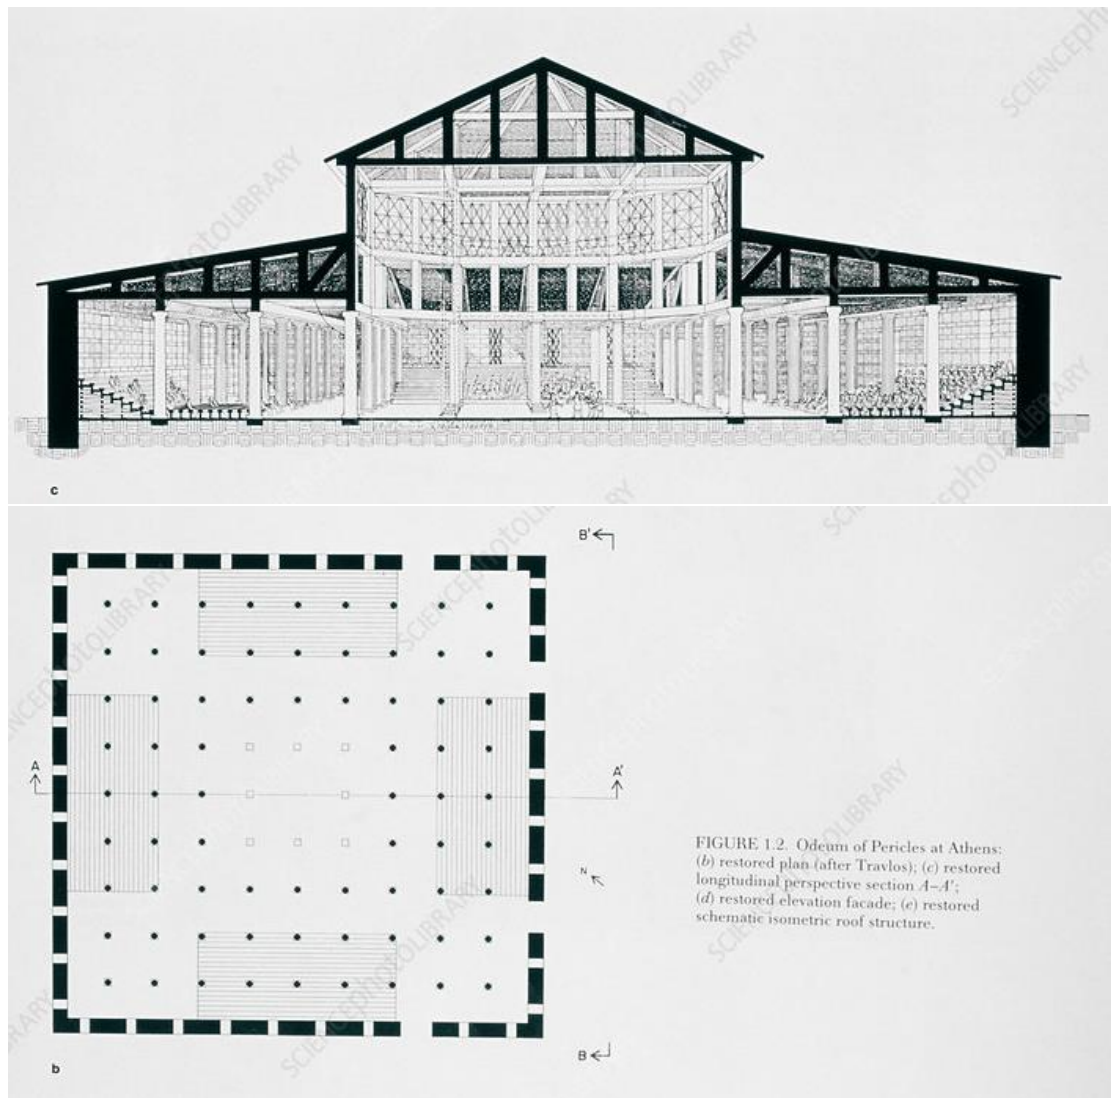 c
B'
A
A'
N
FIGURE 1.2. Odeum of Pericles at Athens:
(b) restored plan (after Travlos); (c) restored
longitudinal perspective section A–A';
(d) restored elevation facade; (e) restored
schematic isometric roof structure.
B
b
SCIENCEphotoLIBRARY